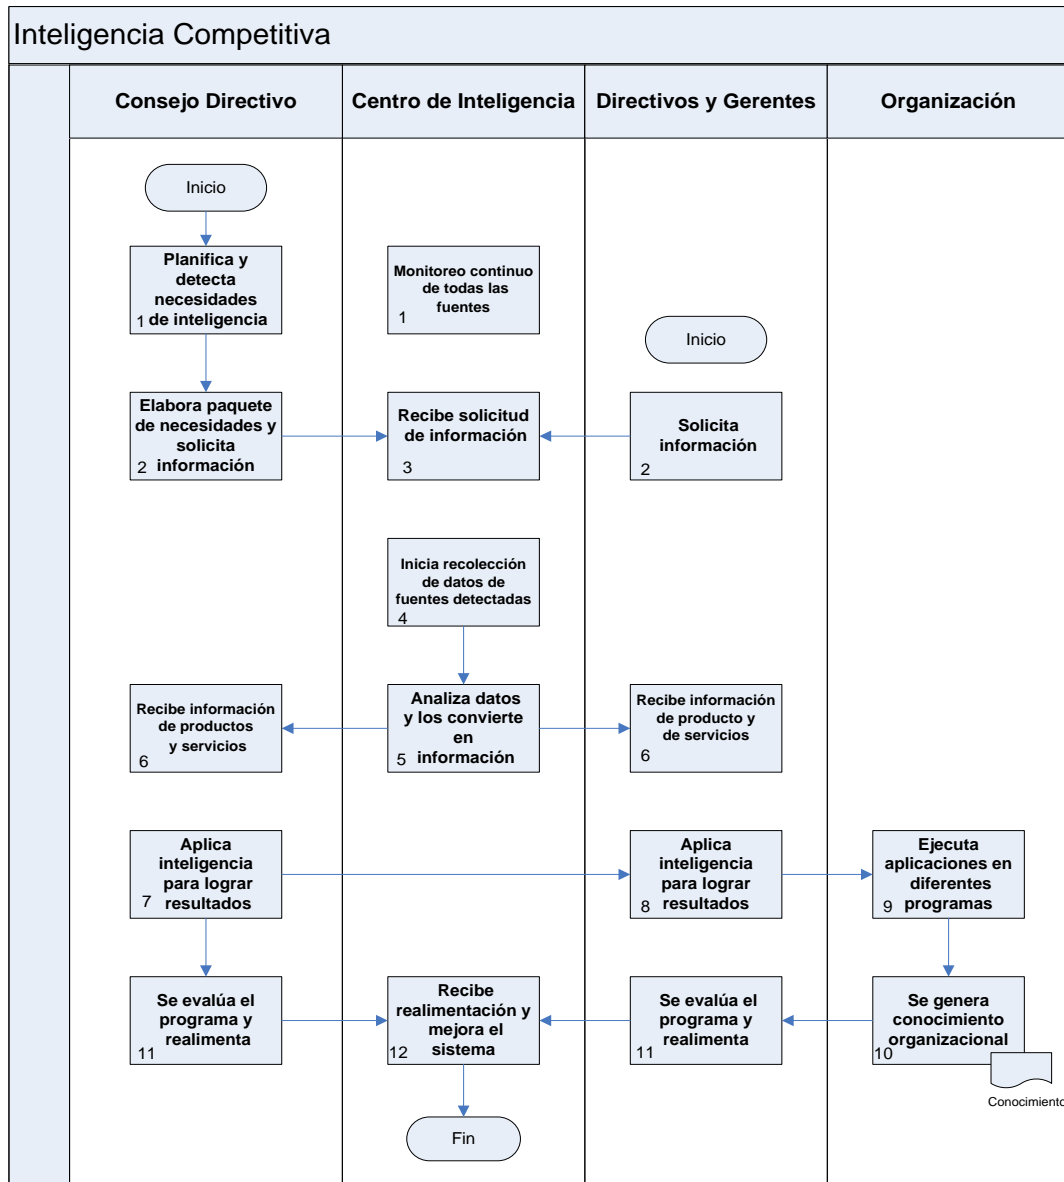 Inteligencia Competitiva
Consejo Directivo
Centro de Inteligencia
Directivos y Gerentes
Organización
Inicio
Planifica y
detecta
necesidades
1 de inteligencia
Monitoreo continuo
de todas las
fuentes
1
Inicio
Elabora paquete
de necesidades y
solicita
2 información
Recibe solicitud
de información
3
Solicita
información
2
Inicia recolección
de datos de
fuentes detectadas
4
Recibe información
de productos
y servicios
6
Analiza datos
y los convierte
en
5 información
Recibe información
de producto y
de servicios
6
Aplica
inteligencia
para lograr
7 resultados
Aplica
inteligencia
para lograr
8 resultados
Ejecuta
aplicaciones en
diferentes
9 programas
Se evalúa el
programa y
realimenta
11
Recibe
realimentación y
mejora el
12 sistema
Se evalúa el
programa y
realimenta
11
Se genera
conocimiento
organizacional
10
Conocimiento
Fin